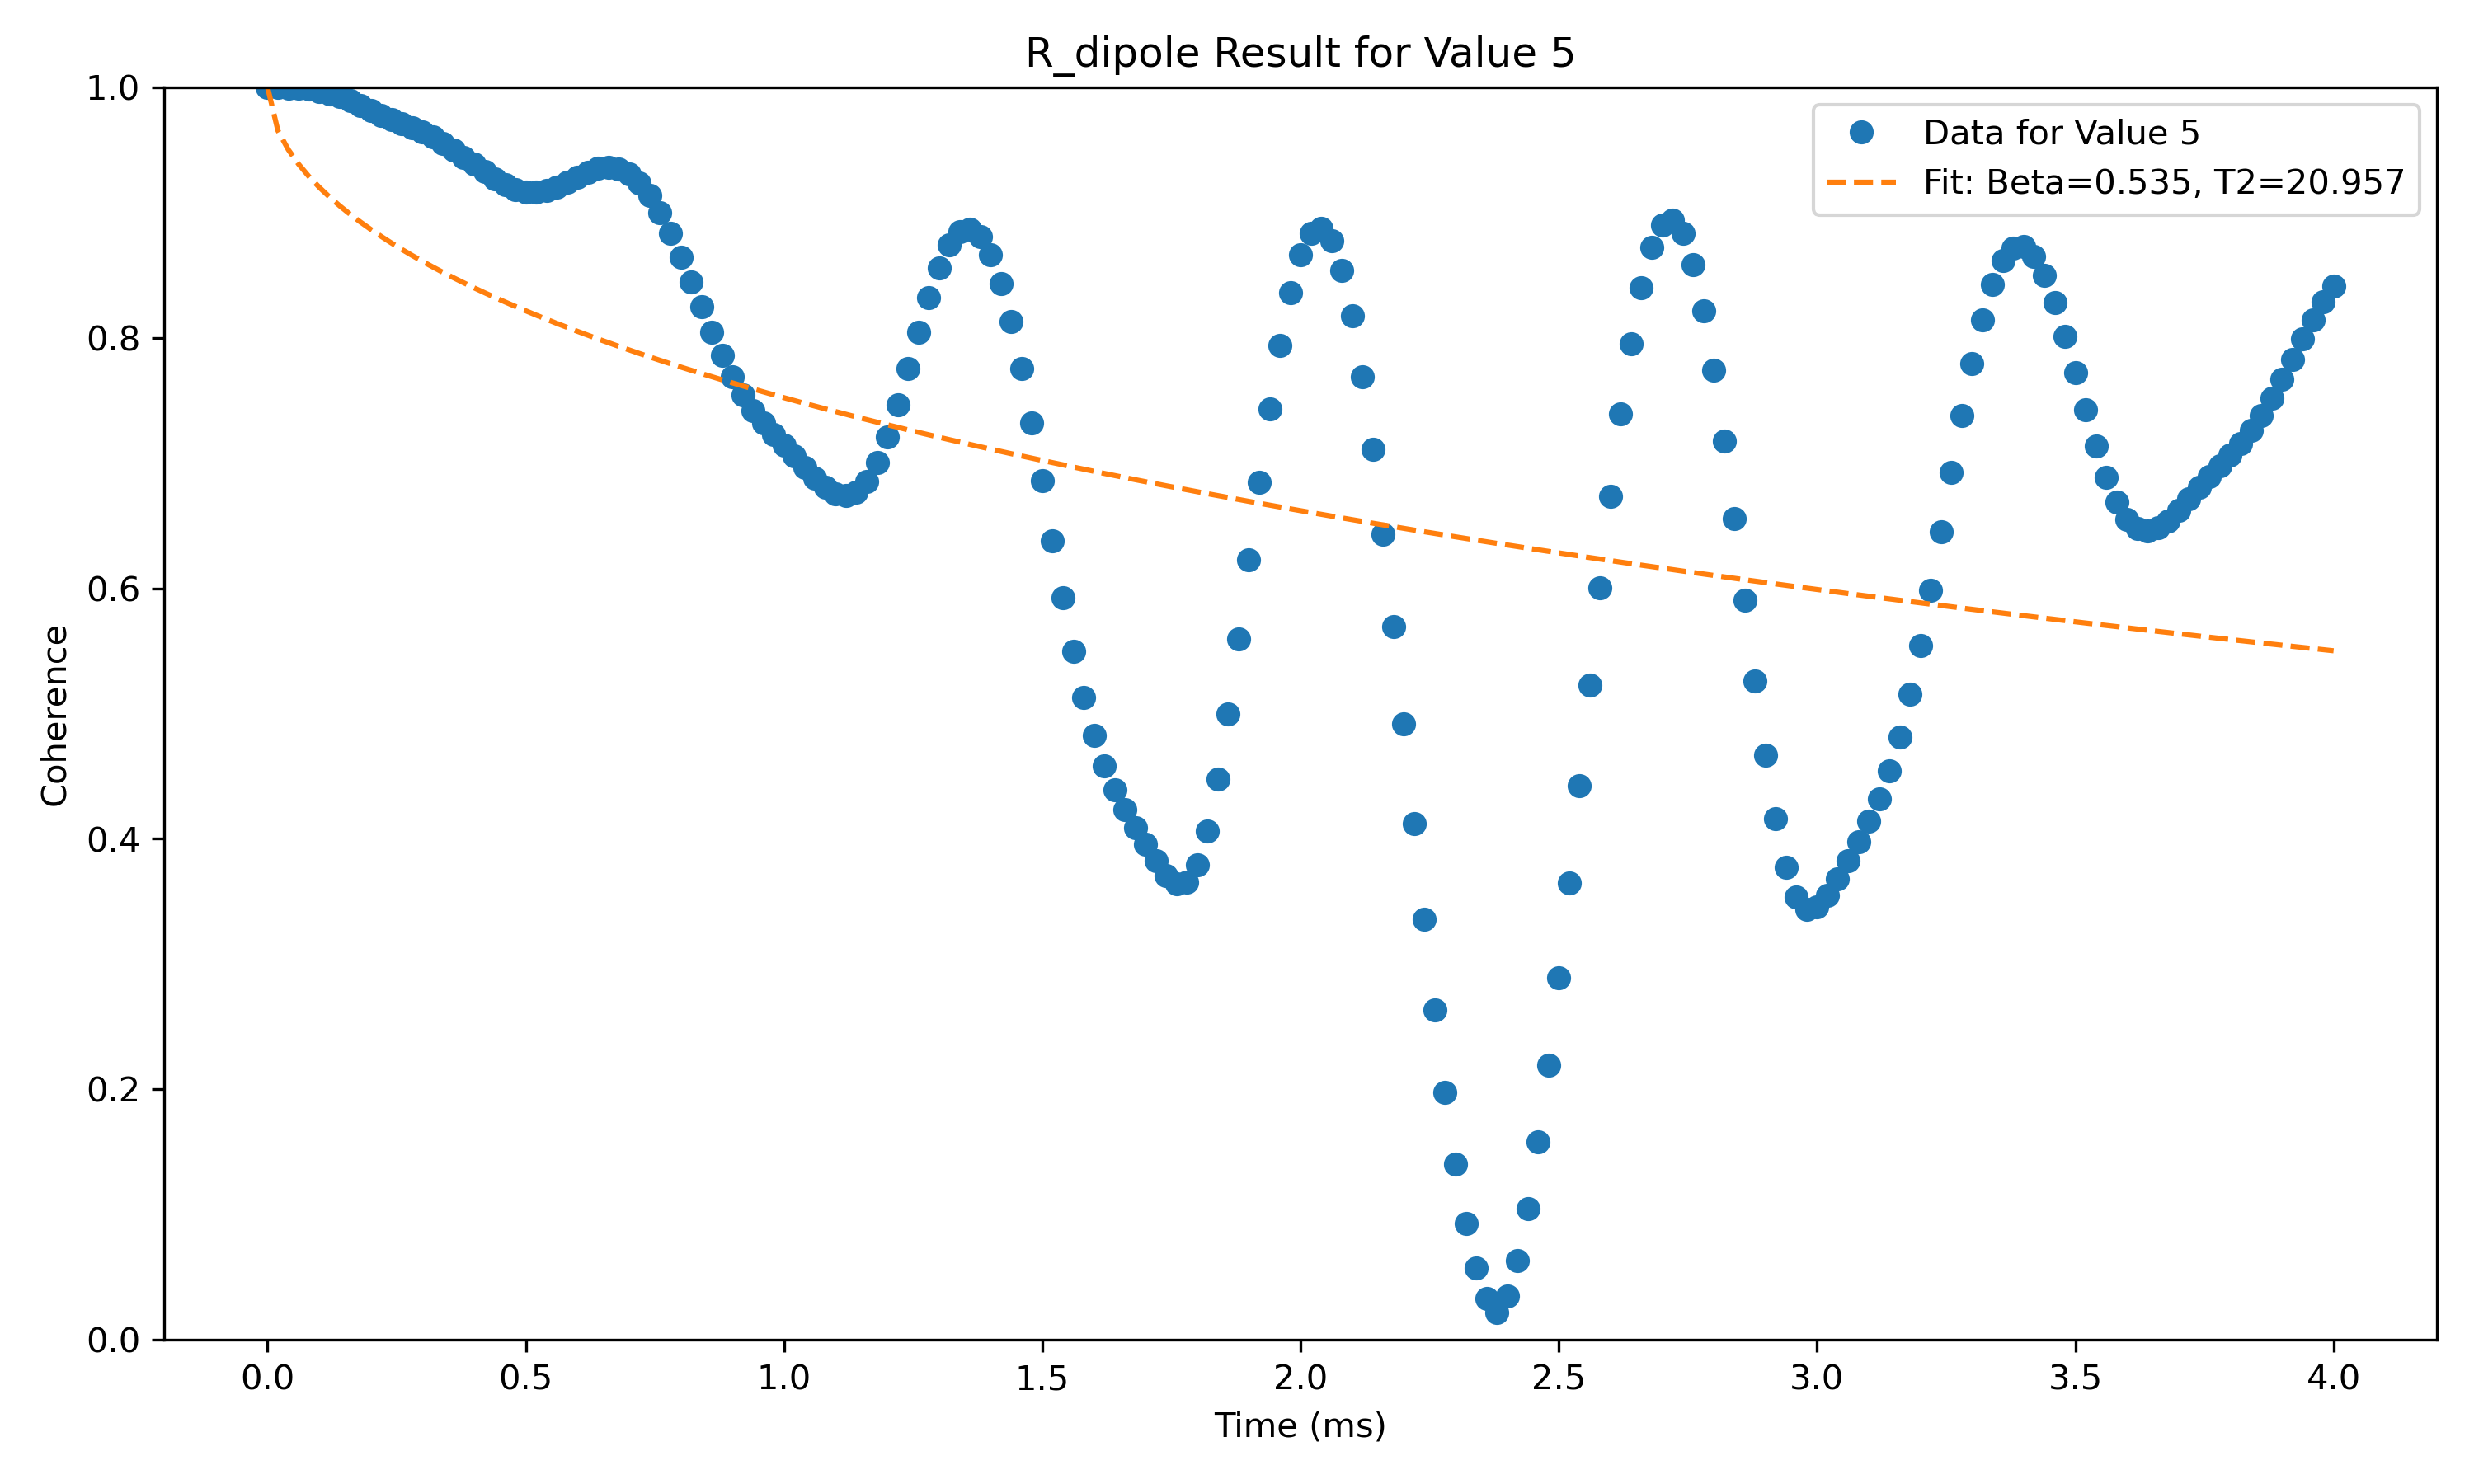 R_dipole Result for Value 5
Data for Value 5
Fit: Beta=0.535, T2=20.957
Coherence
1.0
0.8
0.6
0.4
0.2
0.0
0.0 0.5 1.0 1.5 2.0 2.5 3.0 3.5 4.0
Time (ms)